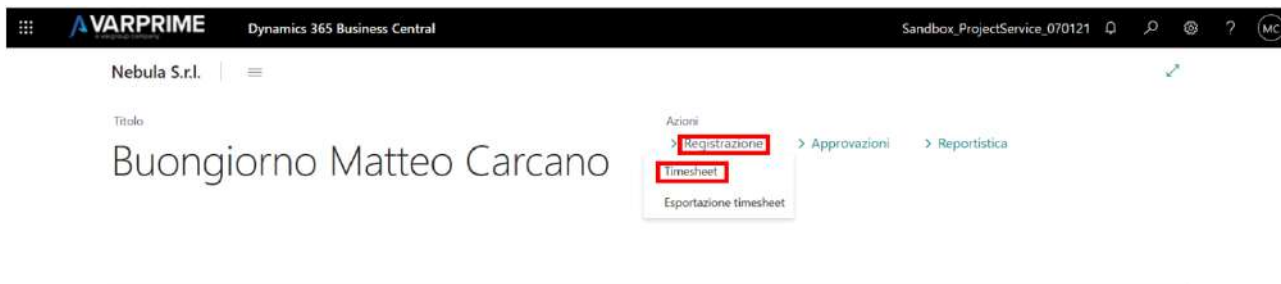 VARPRIME
Dynamics 365 Business Central
Sandbox_ProjectService_070121
?
MC
Nebula S.r.l.
Titolo
Buongiorno Matteo Carcano
Azioni
> Registrazione
> Approvazioni
> Reportistica
Timesheet
Esportazione timesheet